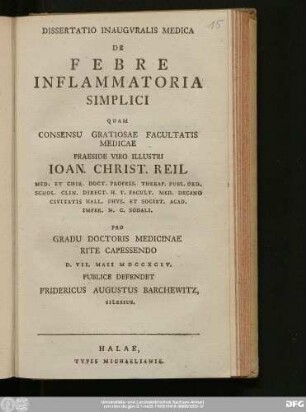 15
DISSERTATIO INAUGVRALIS MEDICA
DE
FEBRE
INFLAMMATORIA
SIMPLICI
QUAM
CONSENSU GRATIOSAE FACULTATIS
MEDICAE
PRAESIDE VIRO ILLUSTRI
IOAN. CHRIST. REIL
MED. ET CHIR. DOCT. PROFESS. THERAP. PUBL. ORD.
SCHOL. CLIN. DIRECT. H. T. FACULT. MED. DECANO
CIVITATIS HALL. PHYS. ET SOCIET. ACAD.
IMPER. N. C. SODALI.
PRO
GRADU DOCTORIS MEDICINAE
RITE CAPESSENDO
D. VII. MAII MDCCXCIV.
PUBLICE DEFENDET
FRIDERICUS AUGUSTUS BARCHEWITZ,
SILESIUS.
HALAE,
TYPIS MICHAELIANIS.
DFG